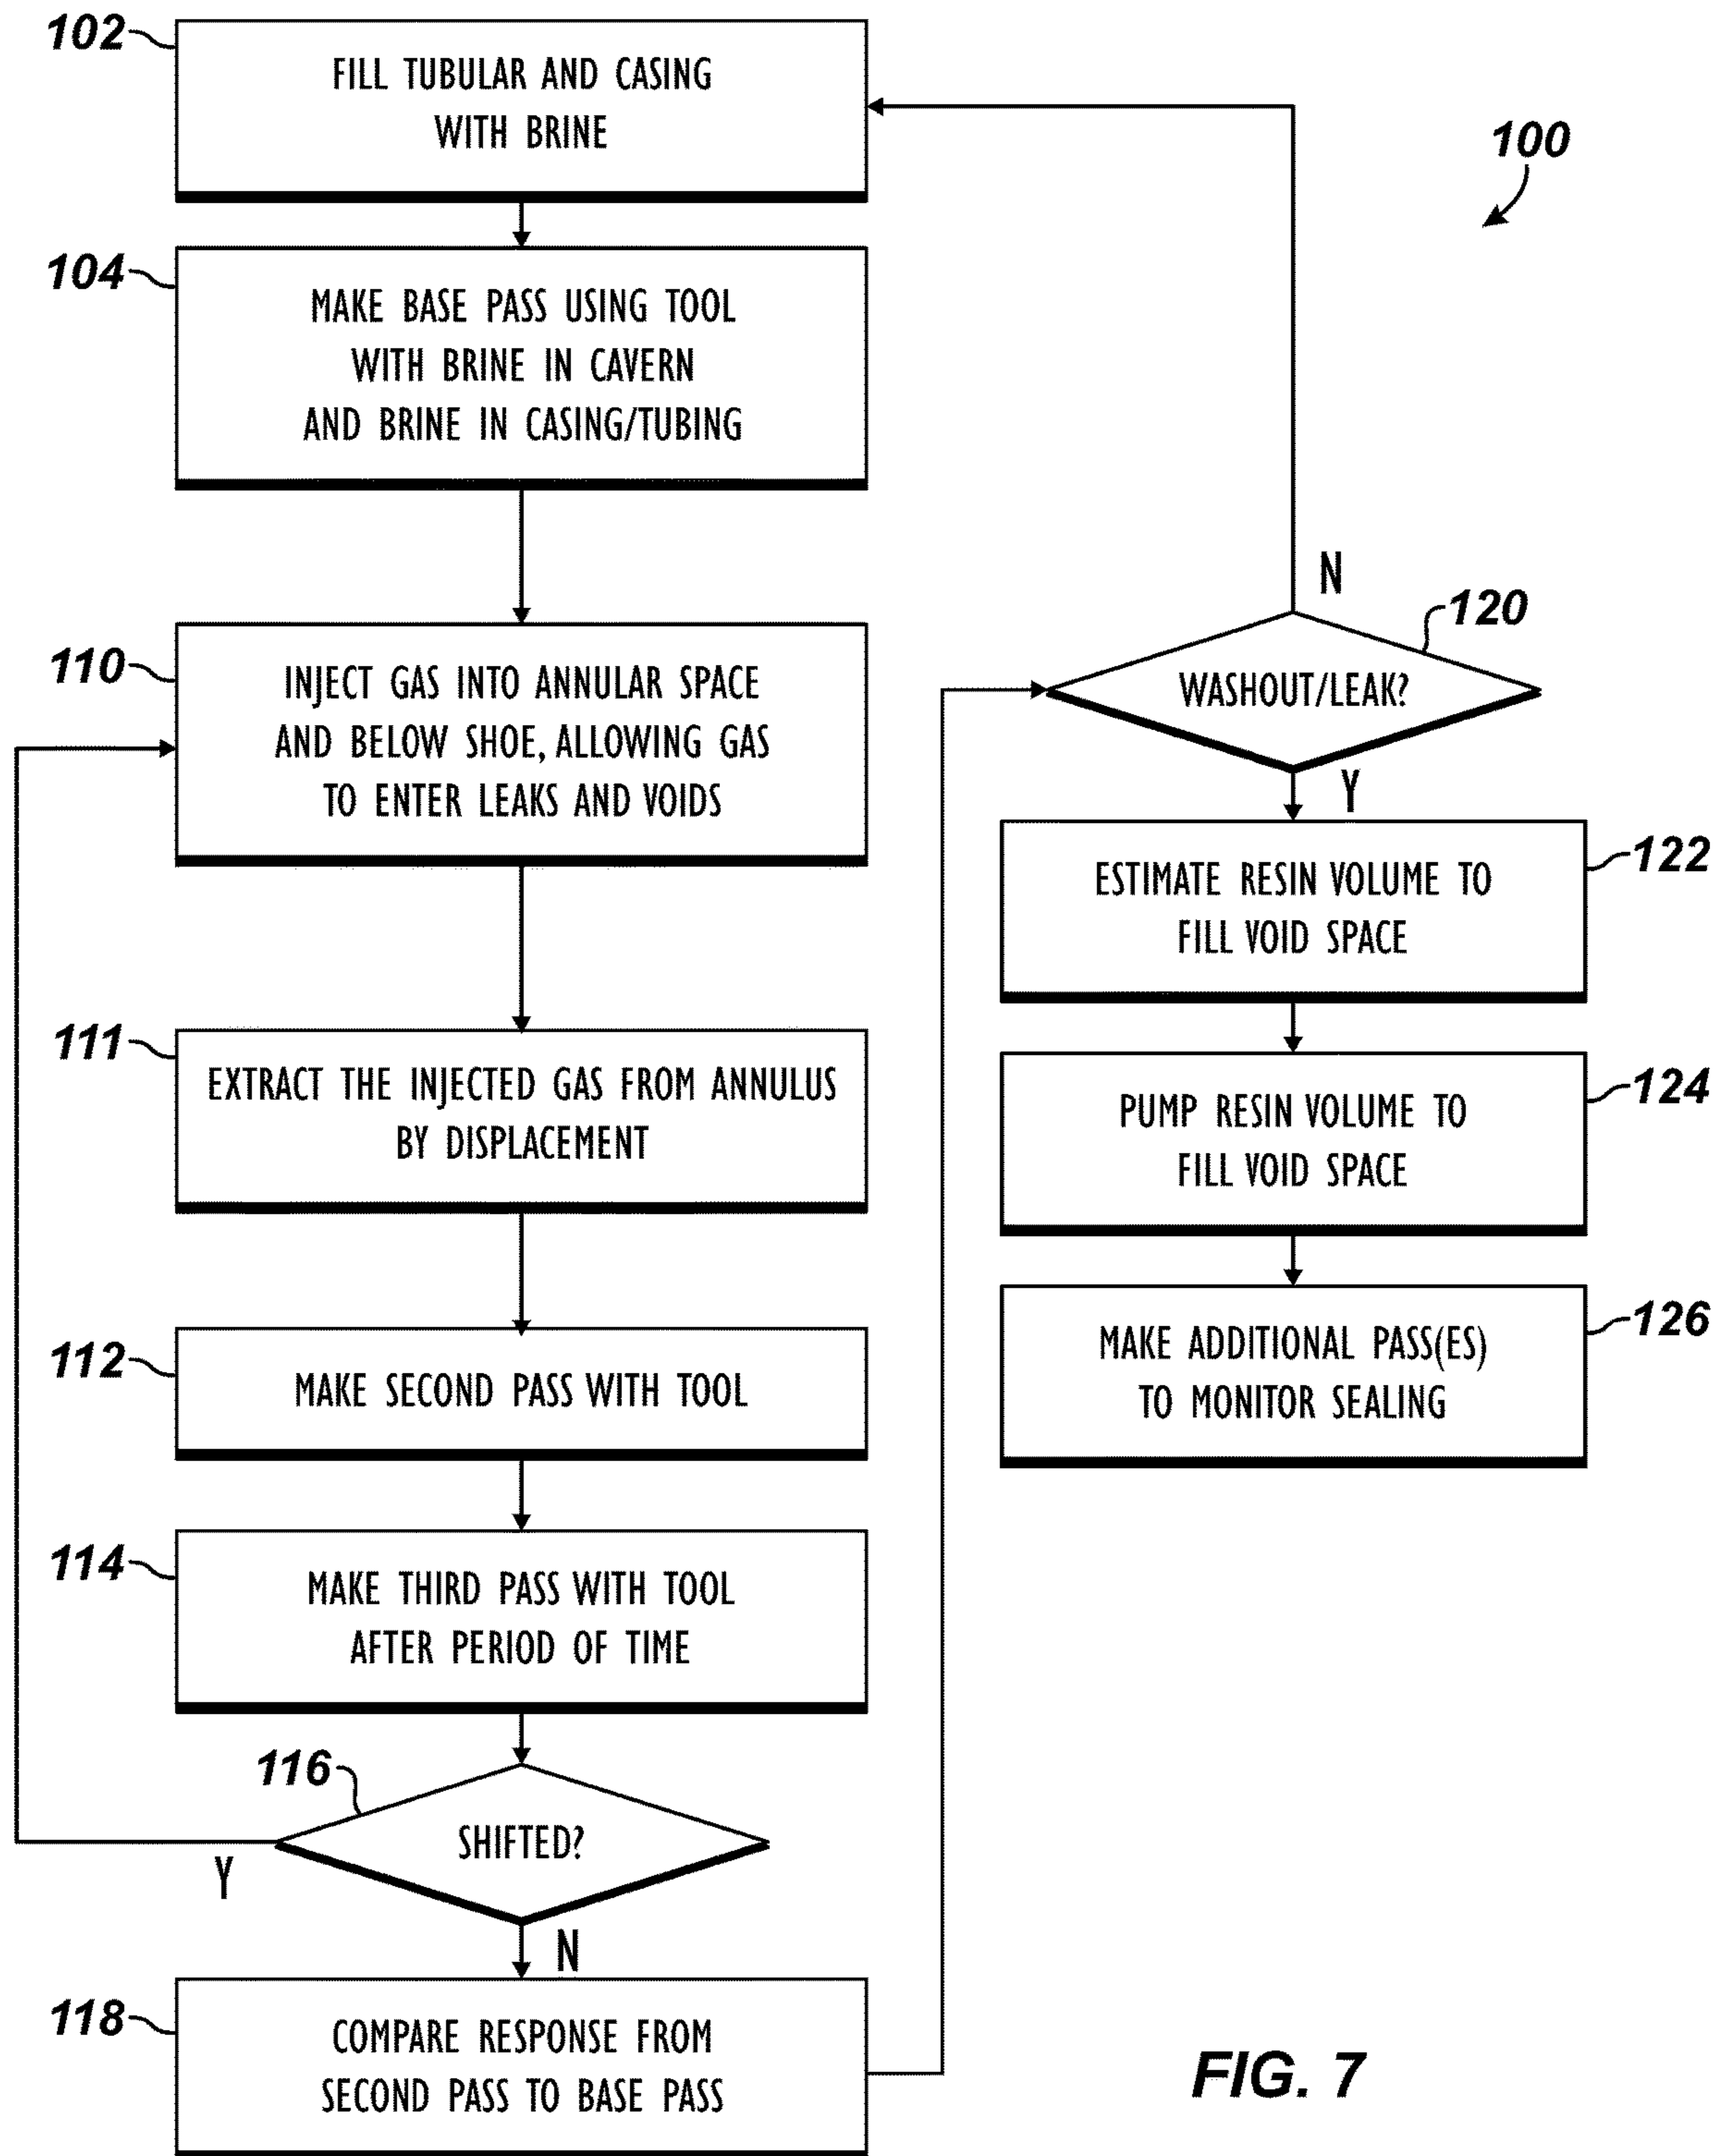 102
FILL TUBULAR AND CASING
WITH BRINE
100
104
MAKE BASE PASS USING TOOL
WITH BRINE IN CAVERN
AND BRINE IN CASING/TUBING
110
INJECT GAS INTO ANNULAR SPACE
AND BELOW SHOE, ALLOWING GAS
TO ENTER LEAKS AND VOIDS
111
EXTRACT THE INJECTED GAS FROM ANNULUS
BY DISPLACEMENT
112
MAKE SECOND PASS WITH TOOL
114
MAKE THIRD PASS WITH TOOL
AFTER PERIOD OF TIME
116
SHIFTED?
Y
N
118
COMPARE RESPONSE FROM
SECOND PASS TO BASE PASS
N
120
WASHOUT/LEAK?
Y
ESTIMATE RESIN VOLUME TO
FILL VOID SPACE
122
PUMP RESIN VOLUME TO
FILL VOID SPACE
124
MAKE ADDITIONAL PASS(ES)
TO MONITOR SEALING
126
FIG. 7